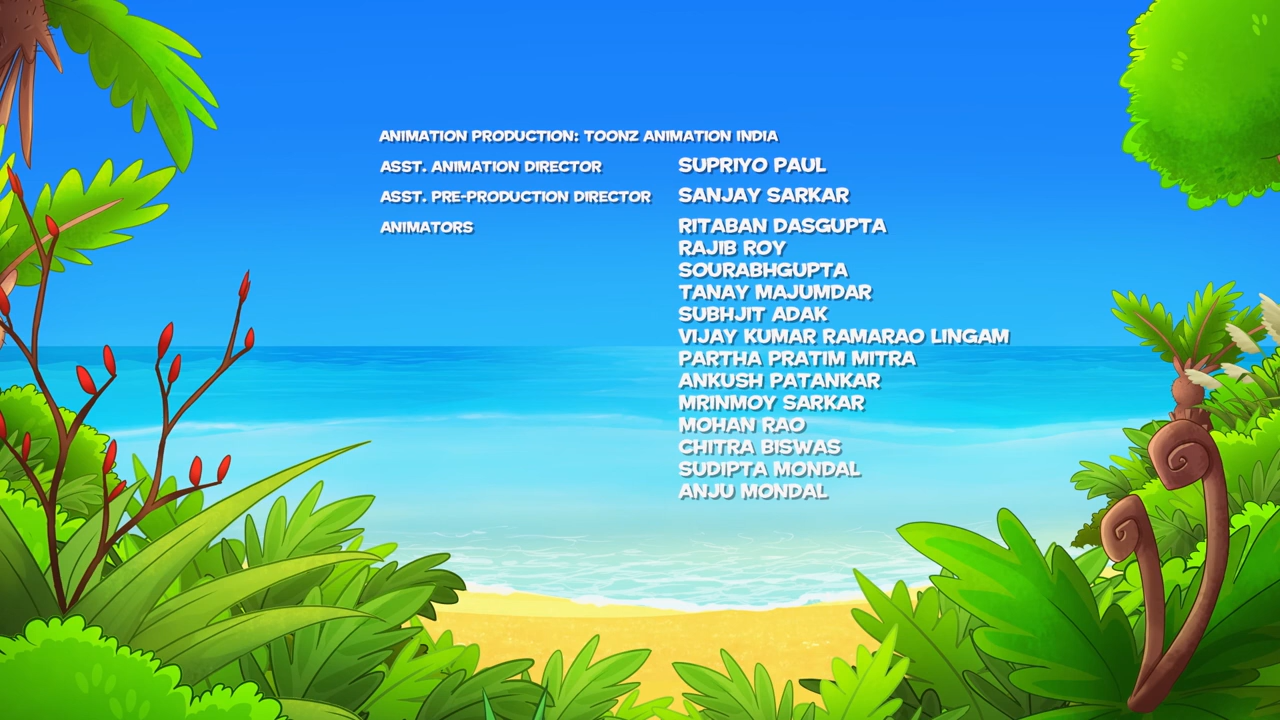 ANIMATION PRODUCTION: TOONZ ANIMATION INDIA
ASST. ANIMATION DIRECTOR SUPRIYO PAUL
ASST. PRE-PRODUCTION DIRECTOR SANJAY SARKAR
ANIMATORS RITABAN DASGUPTA
RAJIB ROY
SOURABHGUPTA
TANAY MAJUMDAR
SUBHJIT ADAK
VIJAY KUMAR RAMARAO LINGAM
PARTHA PRATIM MITRA
ANKUSH PATANKAR
MRINMOY SARKAR
MOHAN RAO
CHITRA BISWAS
SUDIPTA MONDAL
ANJU MONDAL